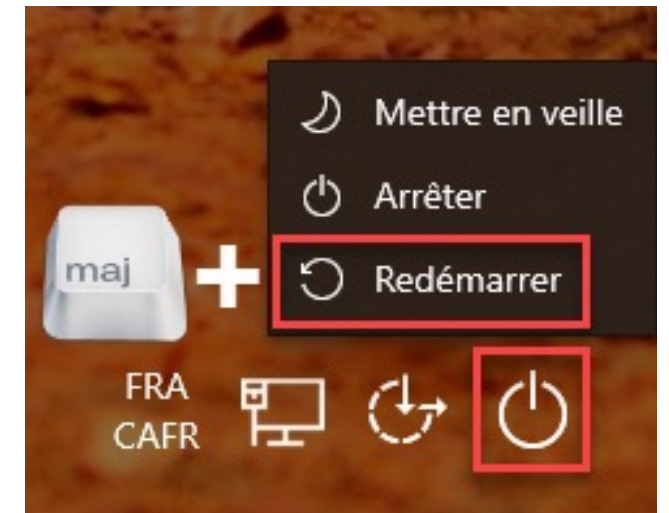 Mettre en veille
Arrêter
maj
Redémarrer
FRA
CAFR